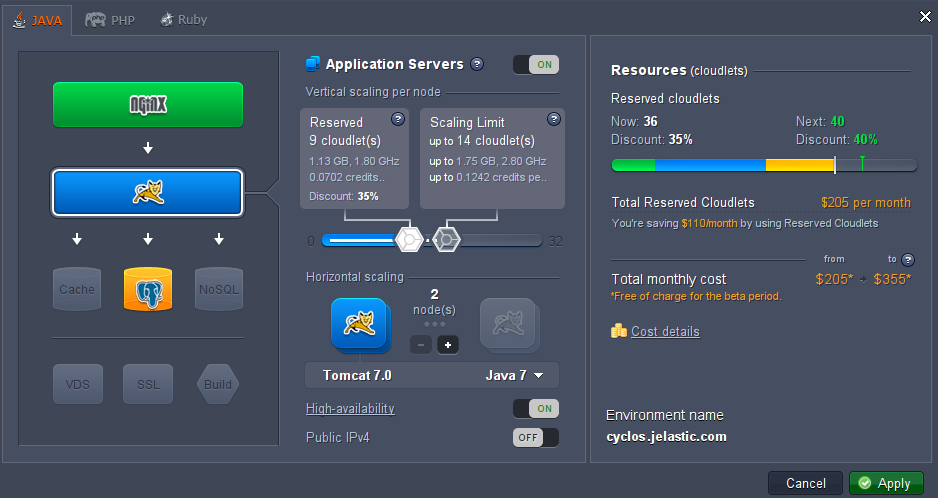 JAVA
PHP
Ruby
NGINX
Cache
NoSQL
VDS
SSL
Build
Application Servers ?
ON
Vertical scaling per node
Reserved ?
9 cloudlet(s)
1.13 GB, 1.80 GHz
0.0702 credits..
Discount: 35%
Scaling Limit ?
up to 14 cloudlet(s)
up to 1.75 GB, 2.80 GHz
up to 0.1242 credits pe..
0
32
Horizontal scaling
2
node(s)
Tomcat 7.0
Java 7
High-availability
ON
Public IPv4
OFF
Resources (cloudlets)
Reserved cloudlets
Now: 36
Next: 40
Discount: 35%
Discount: 40%
Total Reserved Cloudlets
$205 per month
You're saving $110/month by using Reserved Cloudlets
from
to ?
Total monthly cost
$205* $355*
*Free of charge for the beta period.
Cost details
Environment name
cyclos.jelastic.com
Cancel
Apply